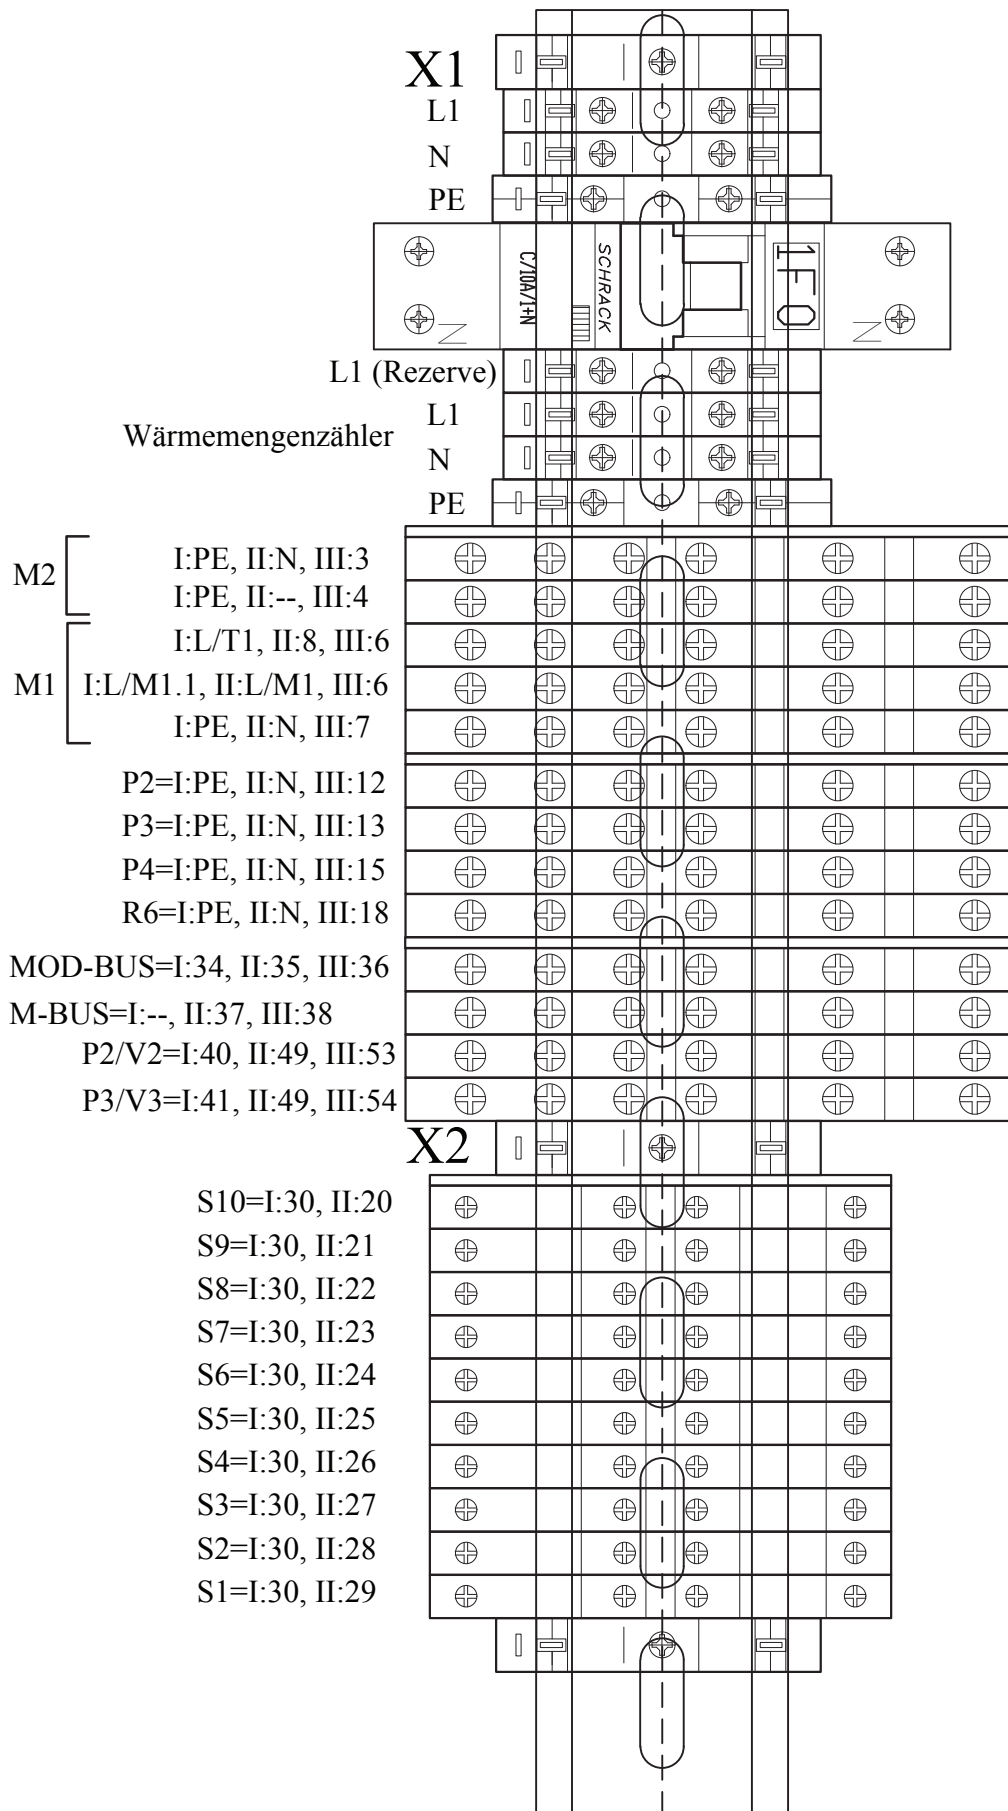 X1
L1
N
PE
C/10A/1+N
SCHRACK
1F0
N
N
L1 (Rezerve)
L1
Wärmemengenzähler
N
PE
M2
I:PE, II:N, III:3
I:PE, II:--, III:4
I:L/T1, II:8, III:6
M1
I:L/M1.1, II:L/M1, III:6
I:PE, II:N, III:7
P2=I:PE, II:N, III:12
P3=I:PE, II:N, III:13
P4=I:PE, II:N, III:15
R6=I:PE, II:N, III:18
MOD-BUS=I:34, II:35, III:36
M-BUS=I:--, II:37, III:38
P2/V2=I:40, II:49, III:53
P3/V3=I:41, II:49, III:54
X2
S10=I:30, II:20
S9=I:30, II:21
S8=I:30, II:22
S7=I:30, II:23
S6=I:30, II:24
S5=I:30, II:25
S4=I:30, II:26
S3=I:30, II:27
S2=I:30, II:28
S1=I:30, II:29